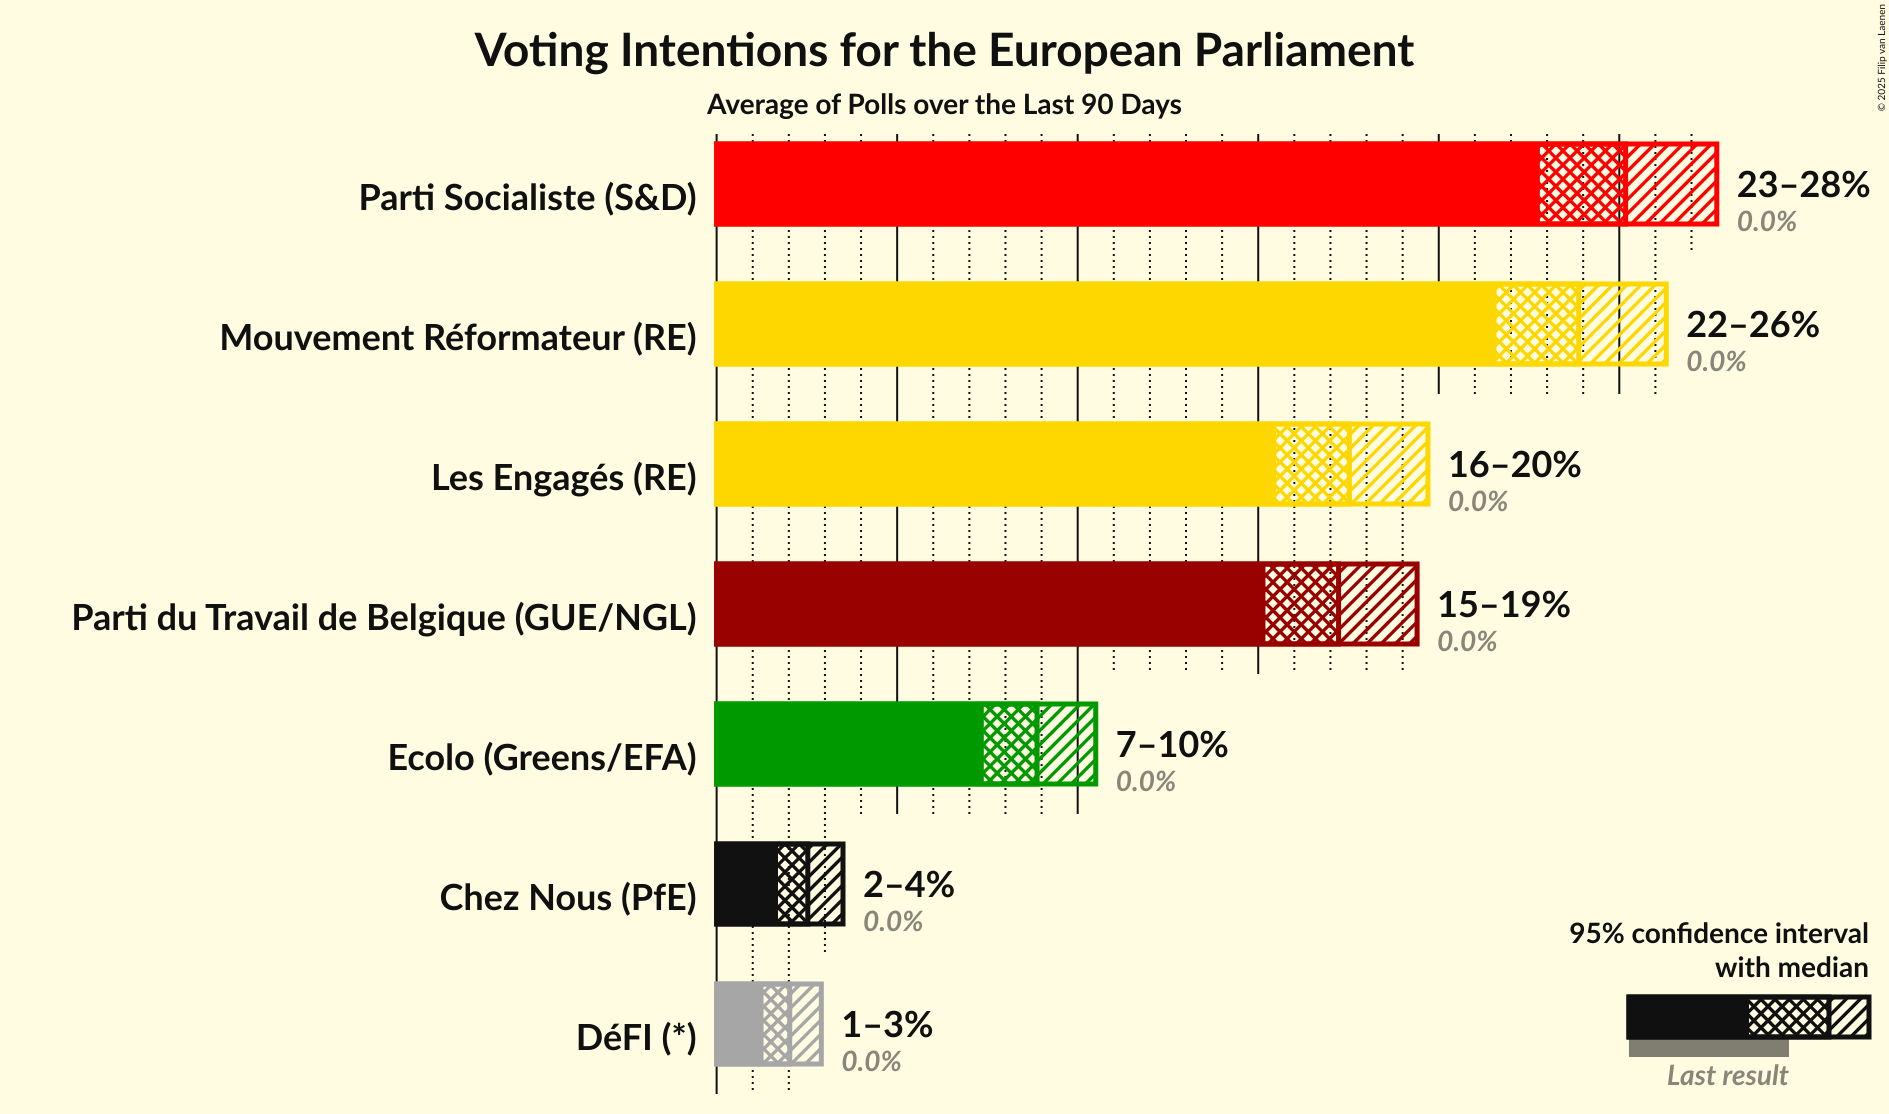 Voting Intentions for the European Parliament
Average of Polls over the Last 90 Days
© 2025 Filip van Laenen
Parti Socialiste (S&D)
23–28%
0.0%
Mouvement Réformateur (RE)
22–26%
0.0%
Les Engagés (RE)
16–20%
0.0%
Parti du Travail de Belgique (GUE/NGL)
15–19%
0.0%
Ecolo (Greens/EFA)
7–10%
0.0%
Chez Nous (PfE)
2–4%
0.0%
DéFI (*)
1–3%
0.0%
95% confidence interval
with median
Last result